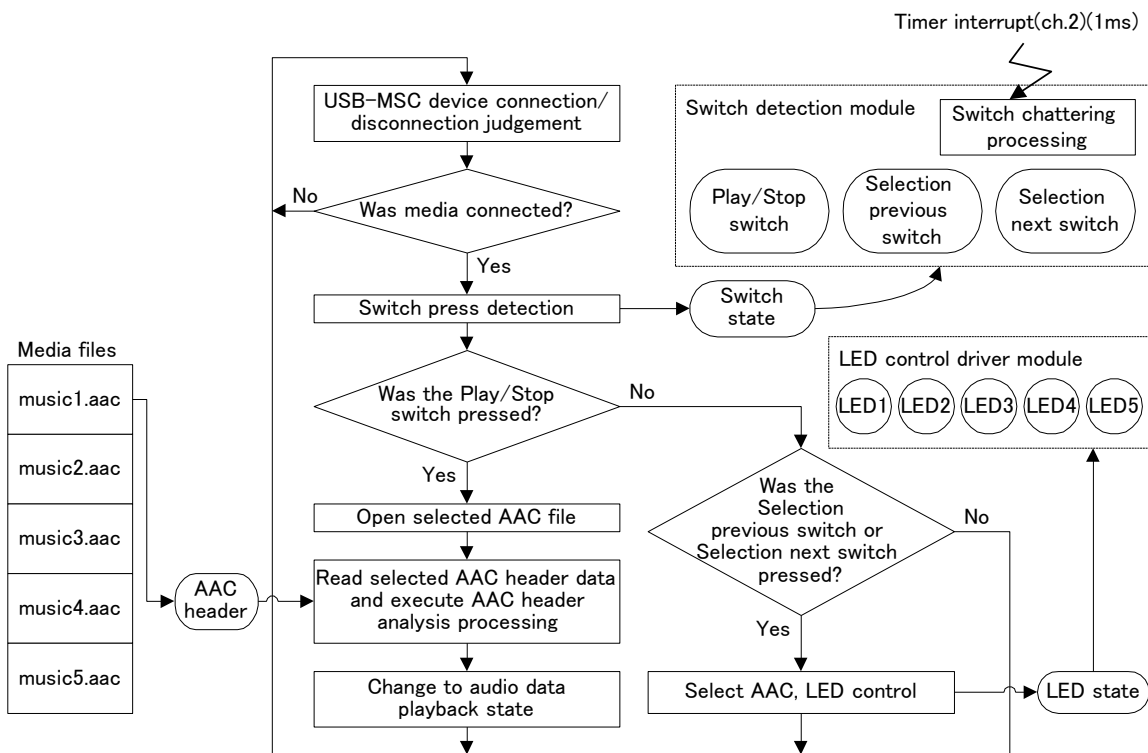 Timer interrupt(ch.2)(1ms)
USB-MSC device connection/
disconnection judgement
Switch detection module
Switch chattering
processing
No
Was media connected?
Play/Stop
switch
Selection
previous
switch
Selection
next switch
Yes
Switch press detection
Switch
state
Media files
music1.aac
music2.aac
music3.aac
music4.aac
music5.aac
LED control driver module
LED1
LED2
LED3
LED4
LED5
Was the Play/Stop
switch pressed?
No
Yes
Open selected AAC file
Was the
Selection
previous switch or
Selection next switch
pressed?
No
AAC
header
Read selected AAC header data
and execute AAC header
analysis processing
Yes
Change to audio data
playback state
Select AAC, LED control
LED state